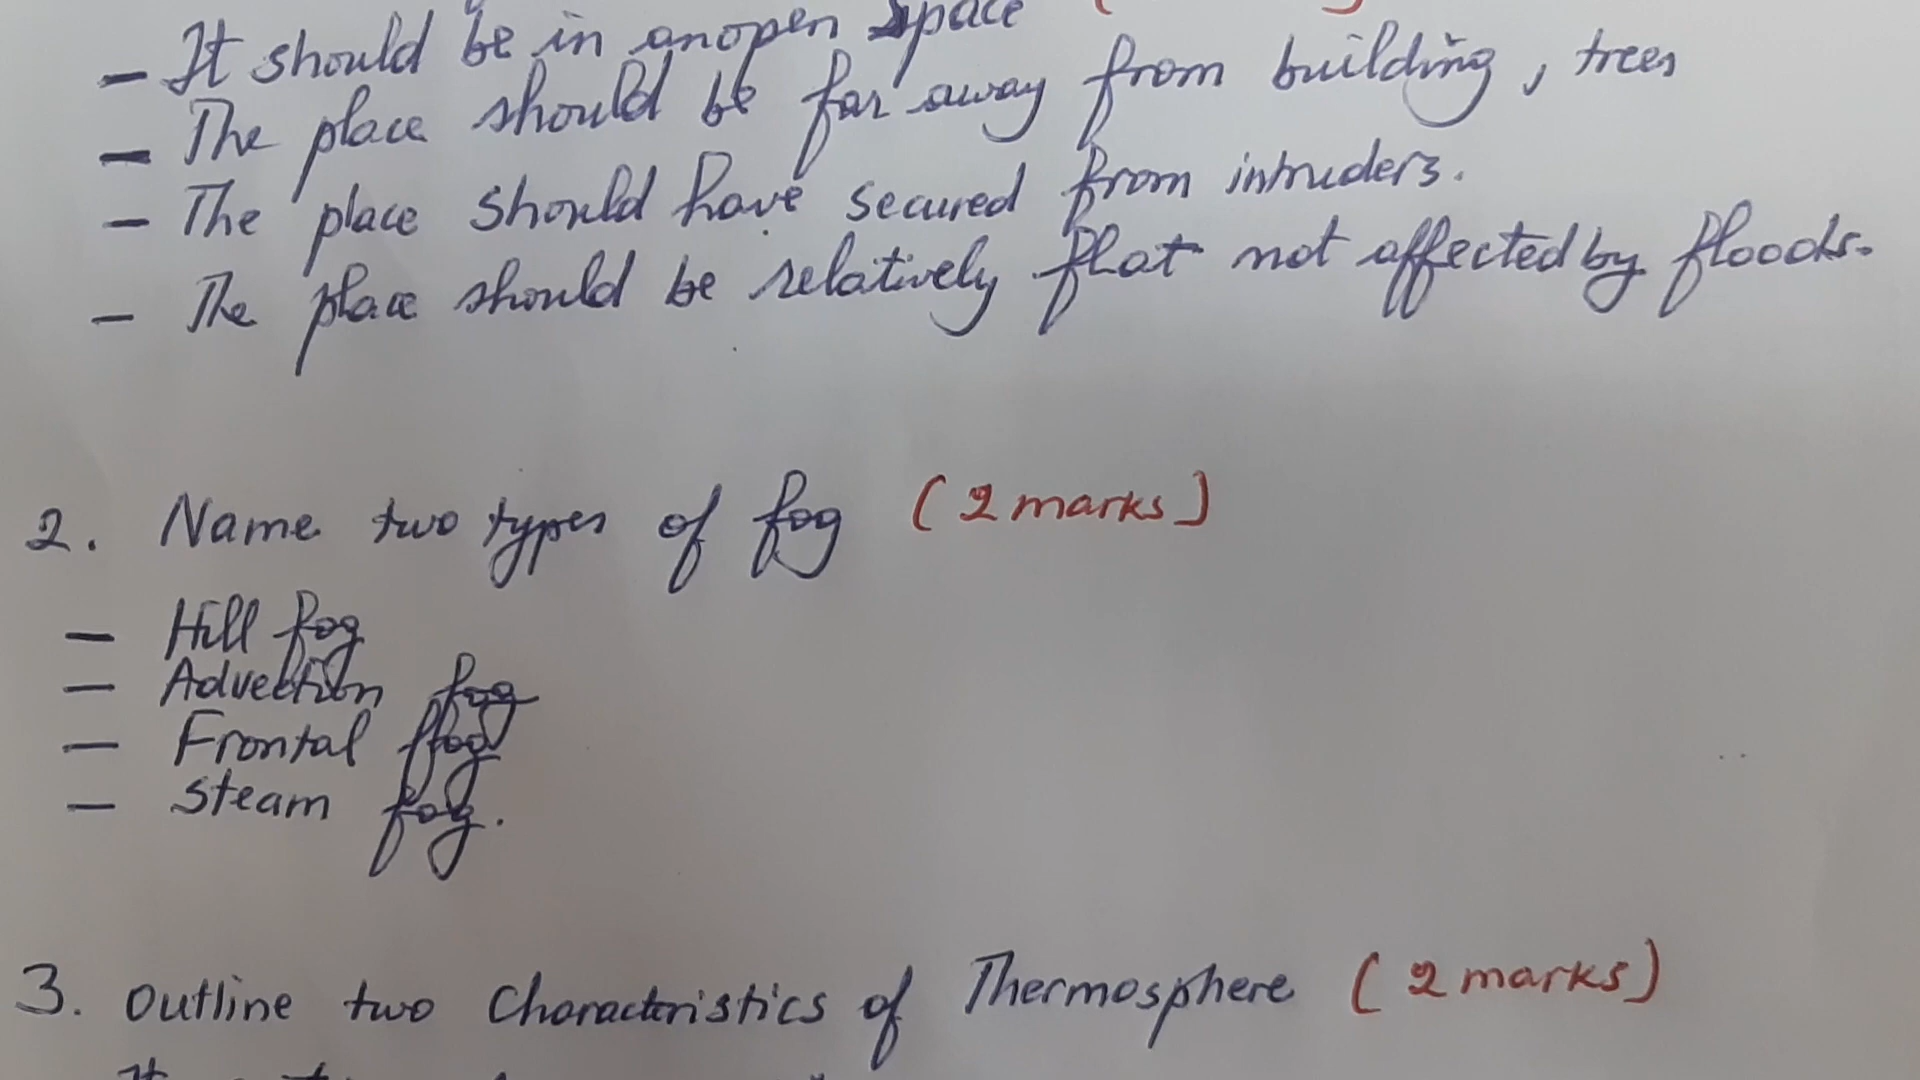 - It should be in an open space
- The place should be far away from building, trees
- The place should have secured from intruders.
- The place should be relatively flat not affected by floods.
2. Name two types of fog (2 marks)
- Hill fog
- Advection fog
- Frontal fog
- Steam fog.
3. Outline two Characteristics of Thermosphere (2 marks)